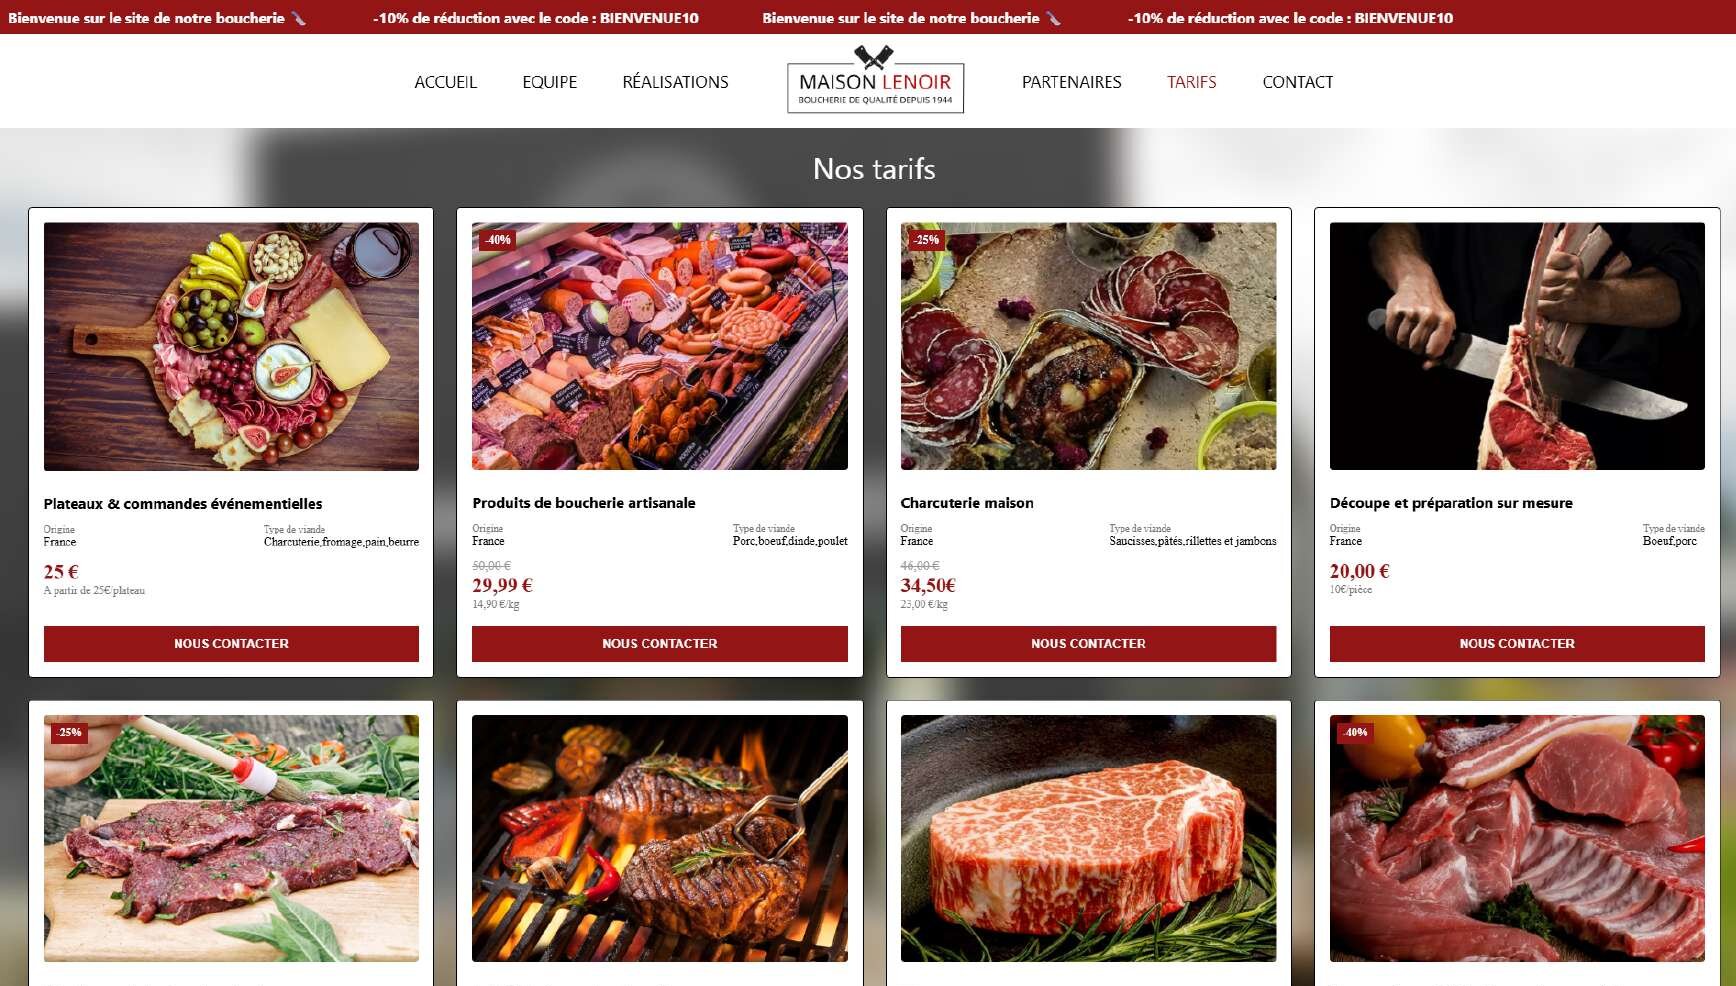 Bienvenue sur le site de notre boucherie 🔪 -10% de réduction avec le code : BIENVENUE10 Bienvenue sur le site de notre boucherie 🔪 -10% de réduction avec le code : BIENVENUE10
ACCUEIL EQUIPE RÉALISATIONS MAISON LENOIR PARTENAIRES TARIFS CONTACT
BOUCHERIE DE QUALITÉ DEPUIS 1944
Nos tarifs
-40% -25%
Plateaux & commandes événementielles Produits de boucherie artisanale Charcuterie maison Découpe et préparation sur mesure
Origine Type de viande Origine Type de viande Origine Type de viande Origine Type de viande
France Charcuterie,fromage,pain,beurre France Porc,boeuf,dinde,poulet France Saucisses,pâtés,rillettes et jambons France Boeuf,porc
50,00 € 46,00 €
25 € 29,99 € 34,50€ 20,00 €
A partir de 25€/plateau 14,90 €/kg 23,00 €/kg 10€/pièce
NOUS CONTACTER NOUS CONTACTER NOUS CONTACTER NOUS CONTACTER
-25% -40%